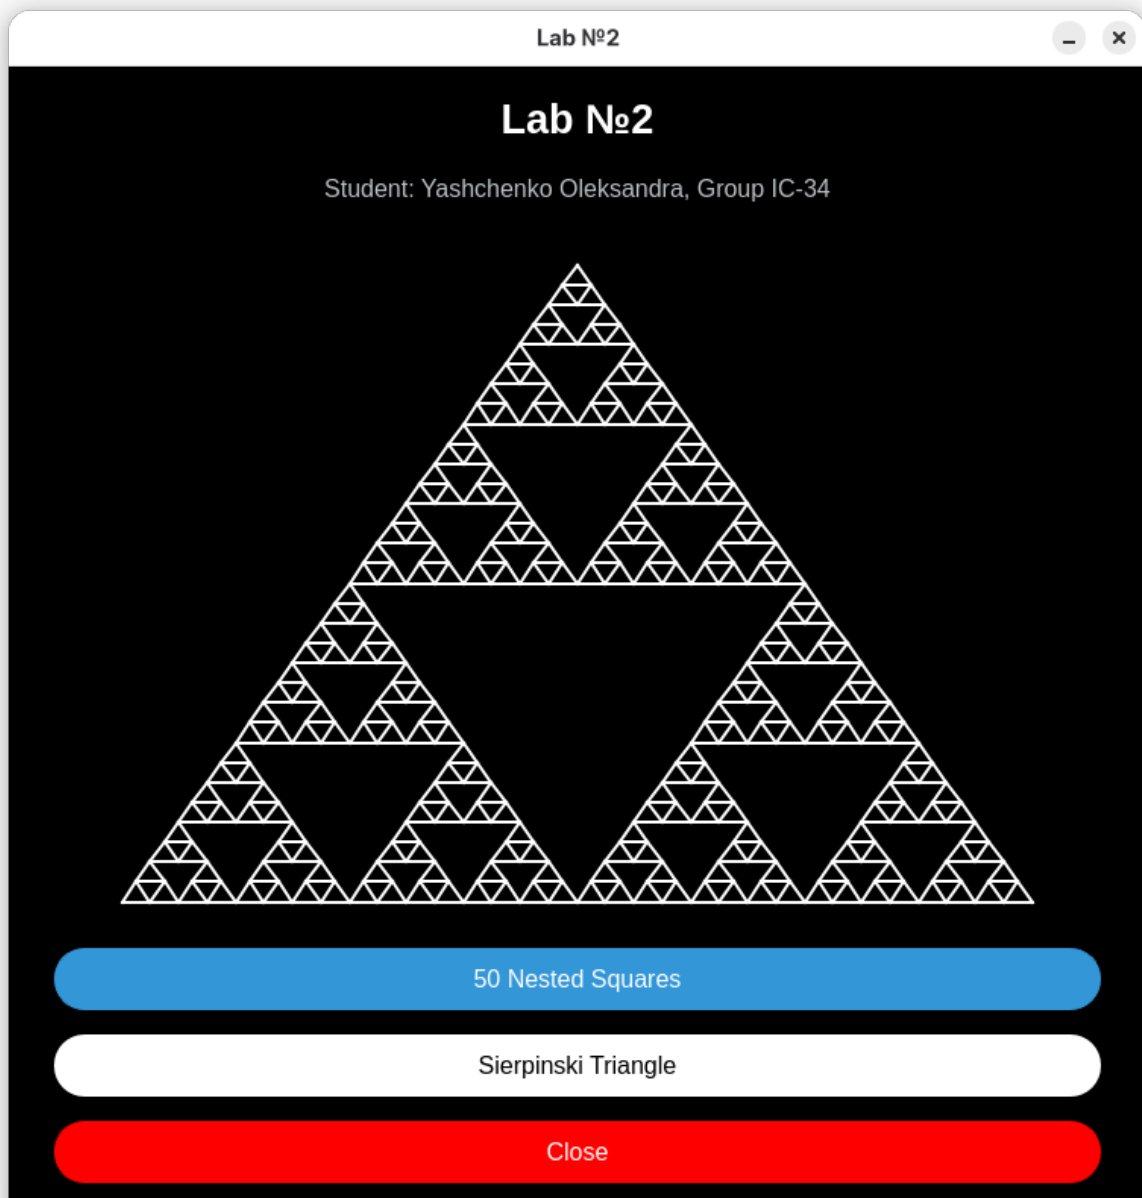 Lab №2
Lab №2
Student: Yashchenko Oleksandra, Group IC-34
50 Nested Squares
Sierpinski Triangle
Close